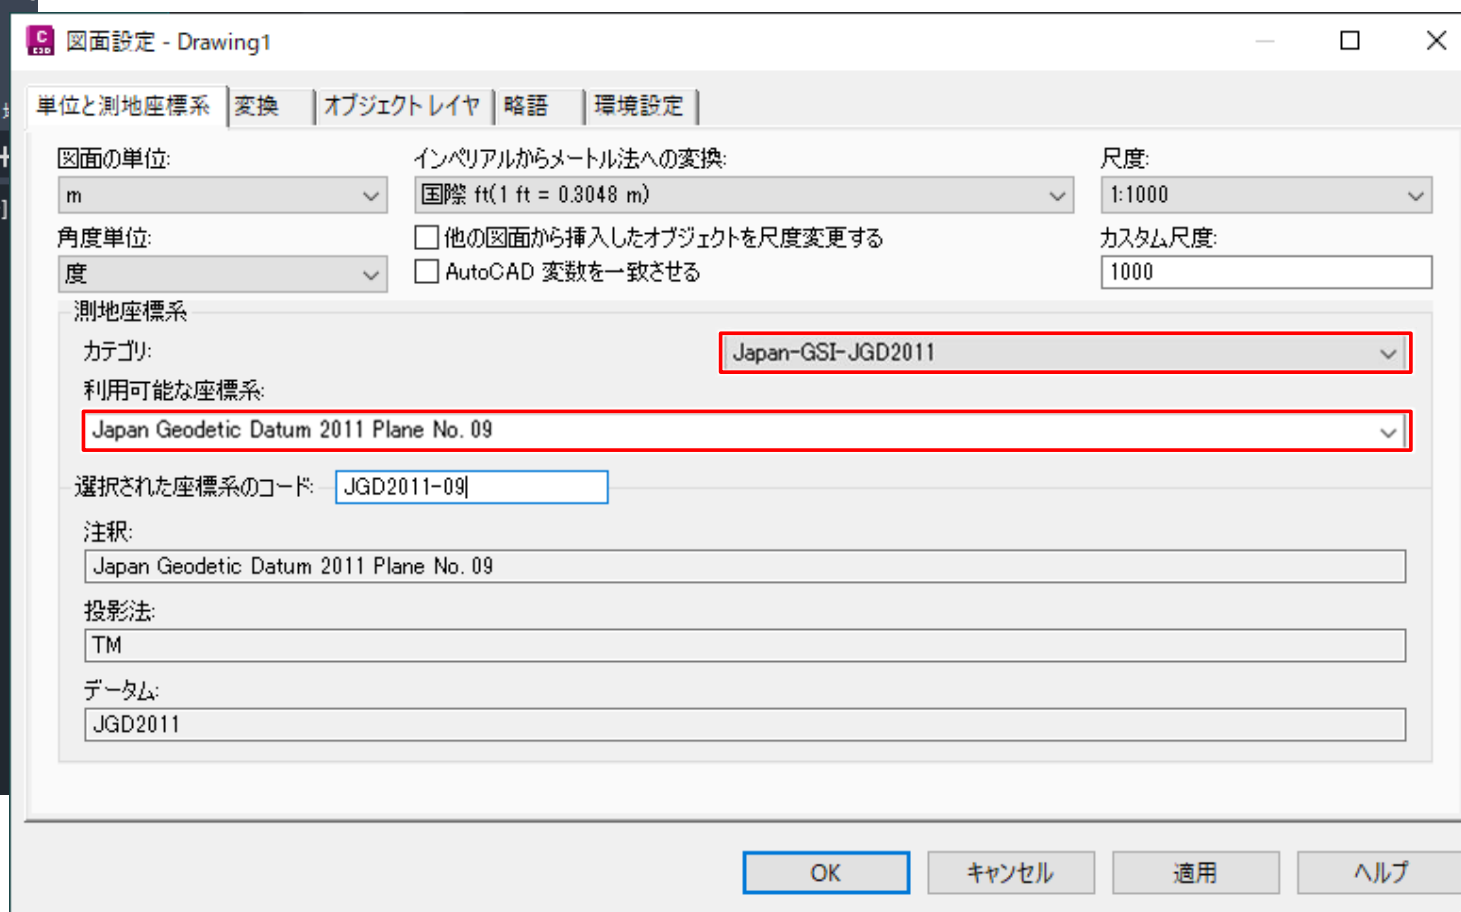 図面設定 - Drawing1
単位と測地座標系 変換 オブジェクト レイヤ 略語 環境設定
図面の単位: インペリアルからメートル法への変換: 尺度:
m 国際 ft(1 ft = 0.3048 m) 1:1000
角度単位: 他の図面から挿入したオブジェクトを尺度変更する カスタム尺度:
度 AutoCAD 変数を一致させる 1000
測地座標系
カテゴリ: Japan-GSI-JGD2011
利用可能な座標系:
Japan Geodetic Datum 2011 Plane No. 09
選択された座標系のコード: JGD2011-09
注釈:
Japan Geodetic Datum 2011 Plane No. 09
投影法:
TM
データム:
JGD2011
OK キャンセル 適用 ヘルプ